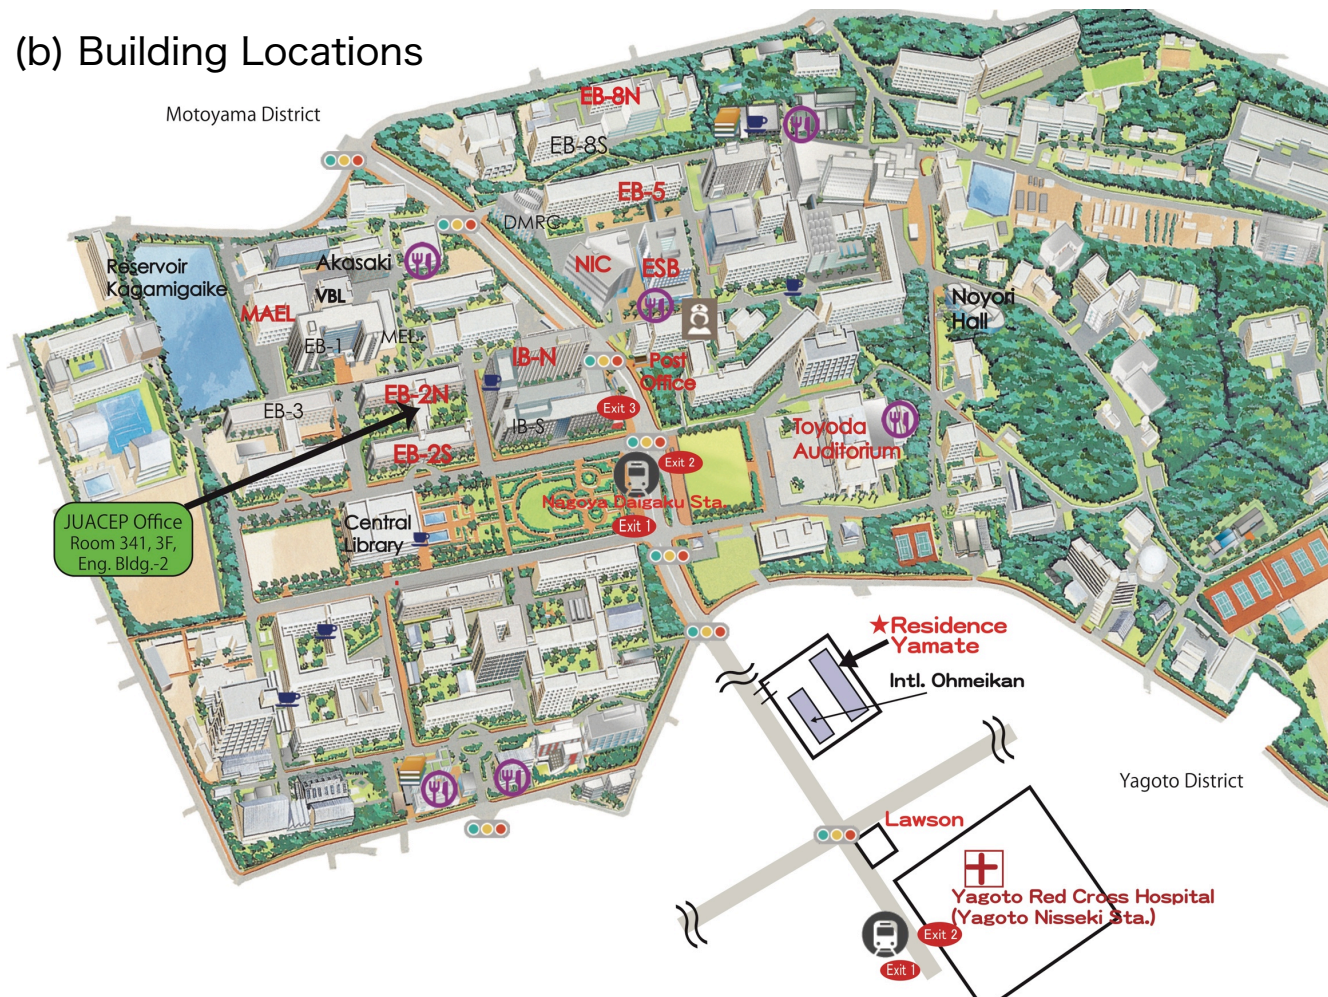 (b) Building Locations
Motoyama District
EB-8N
EB-8S
EB-5
DMRC
Reservoir
Kagamigaike
Akasaki
VBL
MAEL
EB-1
MEL
NIC
ESB
Noyori
Hall
IB-N
IB-S
Post
Office
Exit 3
EB-2N
EB-3
EB-2S
Toyoda
Auditorium
Exit 2
Nagoya Daigaku Sta.
Exit 1
JUACEP Office
Room 341, 3F,
Eng. Bldg.-2
Central
Library
★Residence
Yamate
Intl. Ohmeikan
Yagoto District
Lawson
Yagoto Red Cross Hospital
(Yagoto Nisseki Sta.)
Exit 2
Exit 1